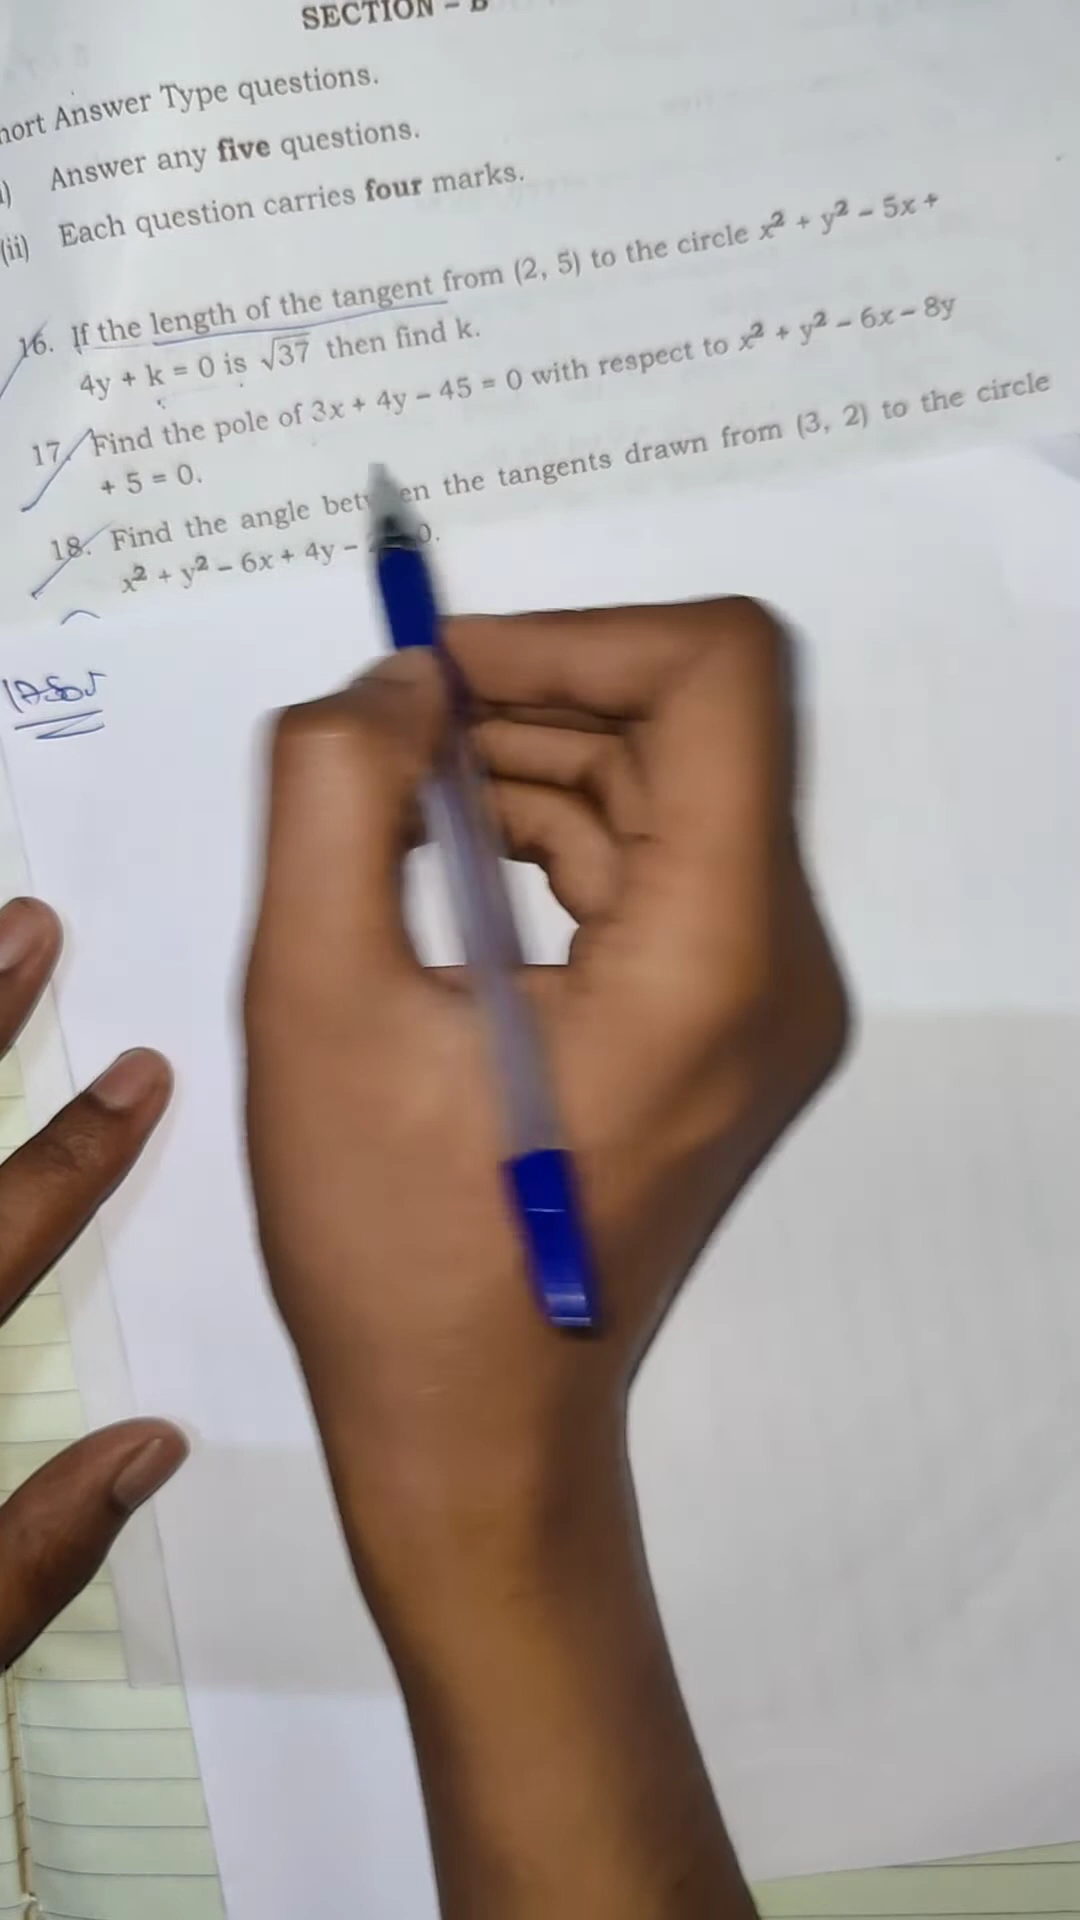 SECTION – B
hort Answer Type questions.
i) Answer any five questions.
(ii) Each question carries four marks.
16. If the length of the tangent from (2, 5) to the circle x² + y² – 5x +
4y + k = 0 is √37 then find k.
17. Find the pole of 3x + 4y – 45 = 0 with respect to x² + y² – 6x – 8y
+ 5 = 0.
18. Find the angle between the tangents drawn from (3, 2) to the circle
x² + y² – 6x + 4y – 0.